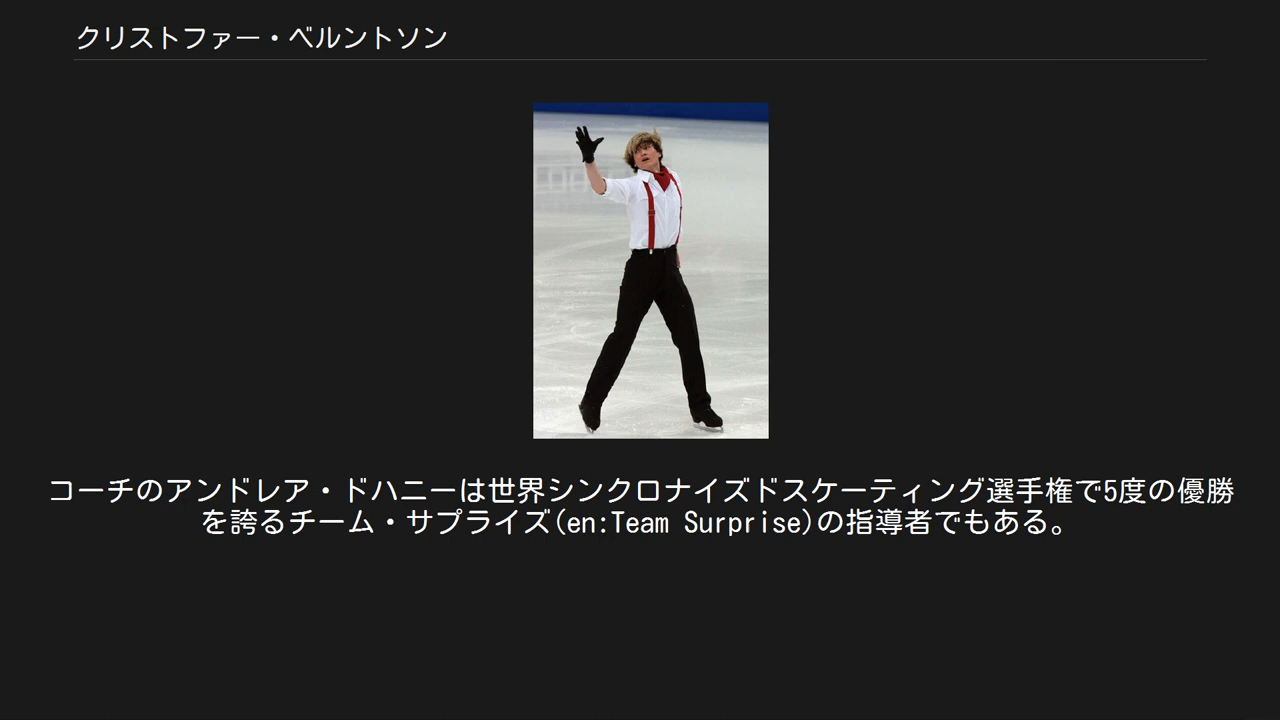 クリストファー・ベルントソン
コーチのアンドレア・ドハニーは世界シンクロナイズドスケーティング選手権で5度の優勝
を誇るチーム・サプライズ(en:Team Surprise)の指導者でもある。